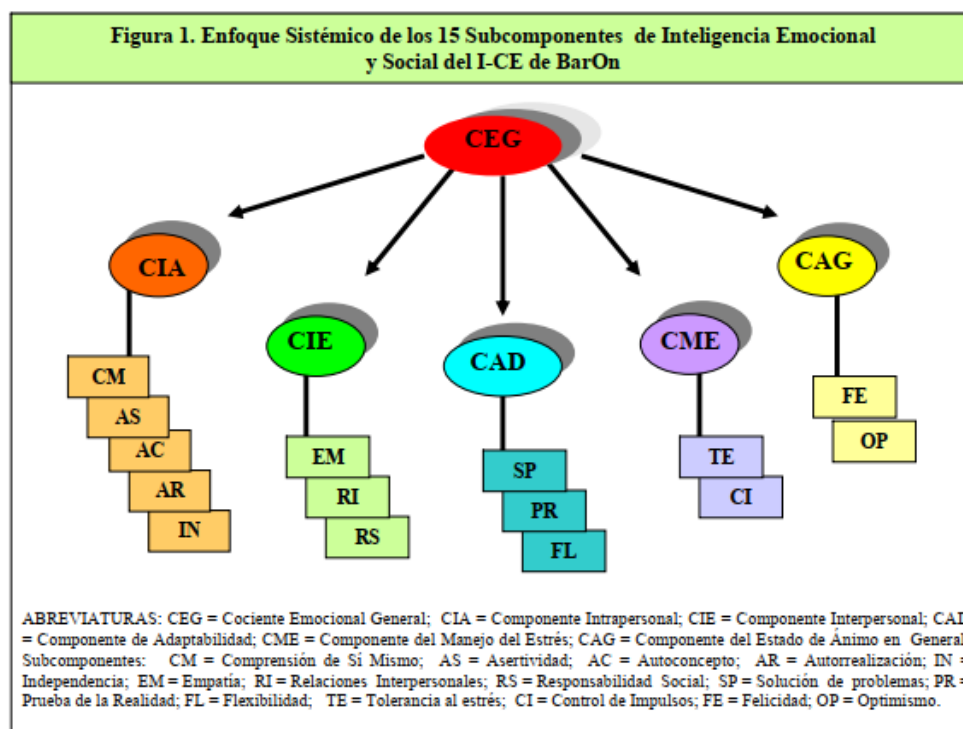 Figura 1. Enfoque Sistémico de los 15 Subcomponentes de Inteligencia Emocional
y Social del I-CE de BarOn
CEG
CIA
CAG
CIE
CAD
CME
CM
AS
AC
AR
IN
EM
RI
RS
SP
PR
FL
TE
CI
FE
OP
ABREVIATURAS: CEG = Cociente Emocional General; CIA = Componente Intrapersonal; CIE = Componente Interpersonal; CAD
= Componente de Adaptabilidad; CME = Componente del Manejo del Estrés; CAG = Componente del Estado de Ánimo en General
Subcomponentes: CM = Comprensión de Sí Mismo; AS = Asertividad; AC = Autoconcepto; AR = Autorrealización; IN =
Independencia; EM = Empatía; RI = Relaciones Interpersonales; RS = Responsabilidad Social; SP = Solución de problemas; PR =
Prueba de la Realidad; FL = Flexibilidad; TE = Tolerancia al estrés; CI = Control de Impulsos; FE = Felicidad; OP = Optimismo.